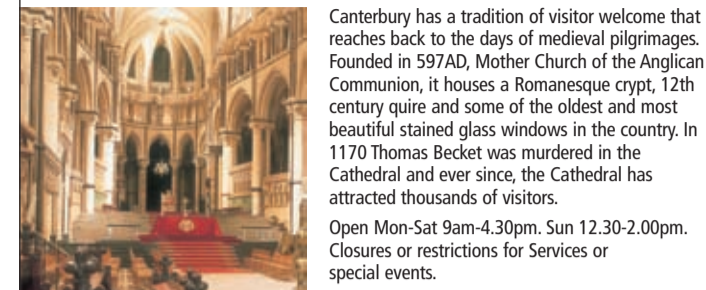 Canterbury has a tradition of visitor welcome that
reaches back to the days of medieval pilgrimages.
Founded in 597AD, Mother Church of the Anglican
Communion, it houses a Romanesque crypt, 12th
century quire and some of the oldest and most
beautiful stained glass windows in the country. In
1170 Thomas Becket was murdered in the
Cathedral and ever since, the Cathedral has
attracted thousands of visitors.
Open Mon-Sat 9am-4.30pm. Sun 12.30-2.00pm.
Closures or restrictions for Services or
special events.